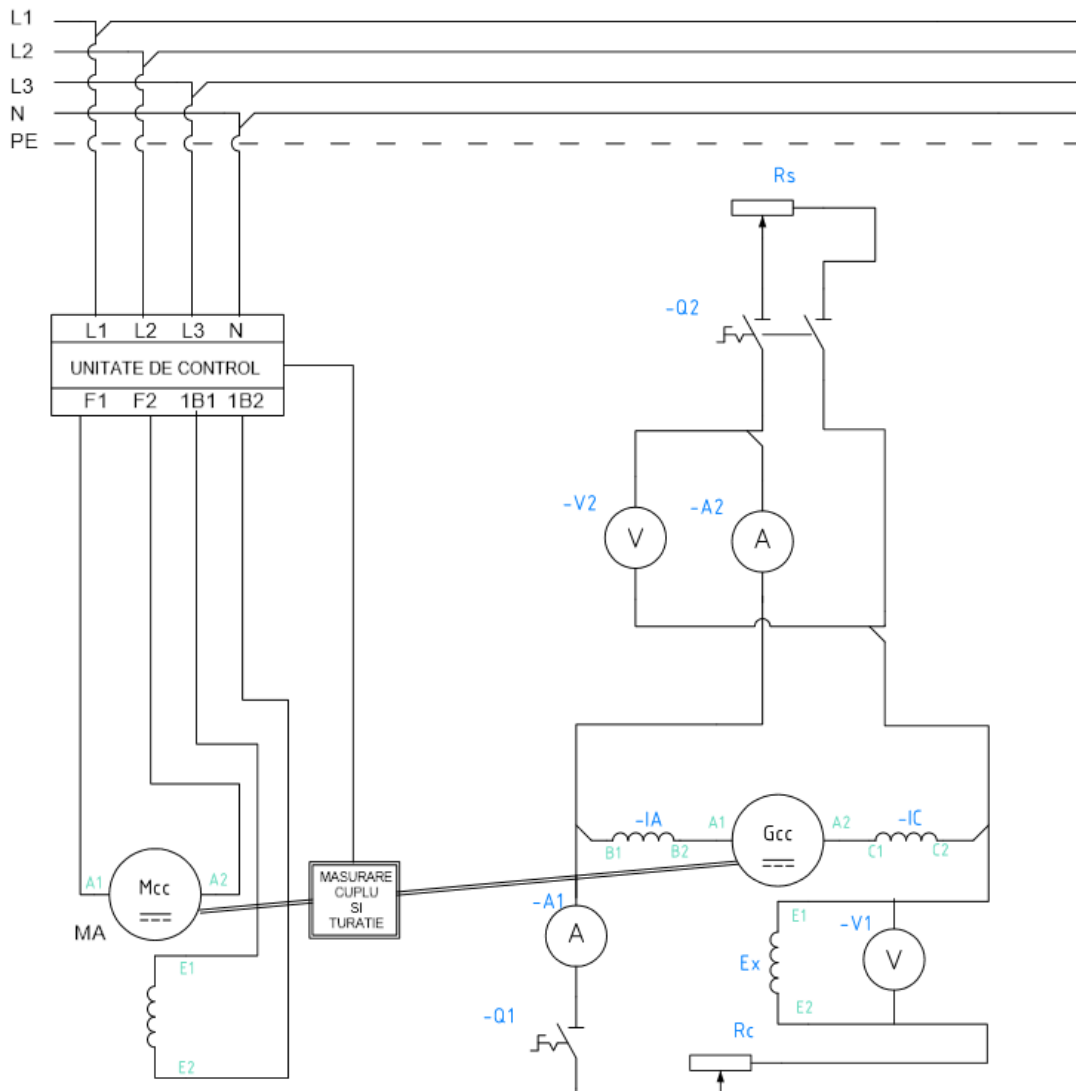 L1
L2
L3
N
PE
Rs
-Q2
L1 L2 L3 N
UNITATE DE CONTROL
F1 F2 1B1 1B2
-V2 -A2
V A
-IA A1 Gcc A2 -IC
B1 B2 C1 C2
A1 Mcc A2
MA
MASURARE
CUPLU
SI
TURATIE
-A1
A
E1 -V1
Ex V
E1
E2
-Q1
Rc
E2